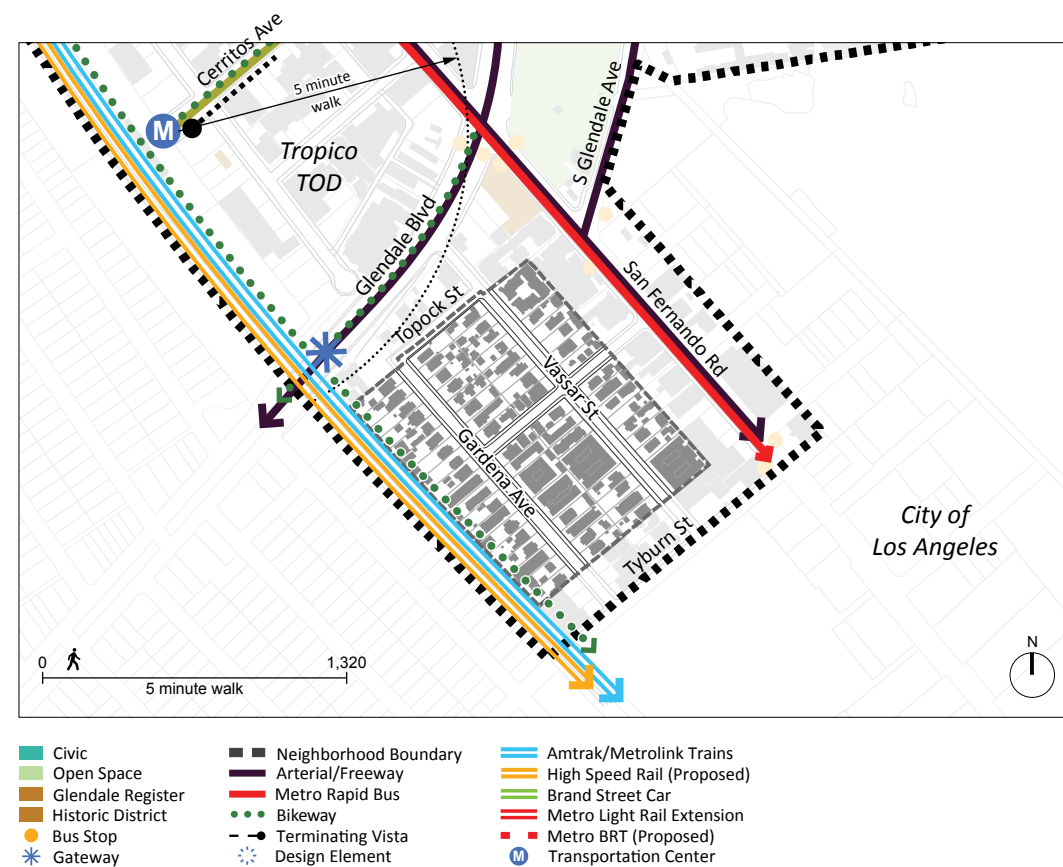 Cerritos Ave
5 minute
walk
M
Tropico
TOD
S Glendale Ave
Glendale Blvd
Topock St
San Fernando Rd
Vassar St
Gardena Ave
Tyburn St
City of
Los Angeles
0 1,320
5 minute walk
N
Civic
Open Space
Glendale Register
Historic District
Bus Stop
Gateway
Neighborhood Boundary
Arterial/Freeway
Metro Rapid Bus
Bikeway
Terminating Vista
Design Element
Amtrak/Metrolink Trains
High Speed Rail (Proposed)
Brand Street Car
Metro Light Rail Extension
Metro BRT (Proposed)
M Transportation Center